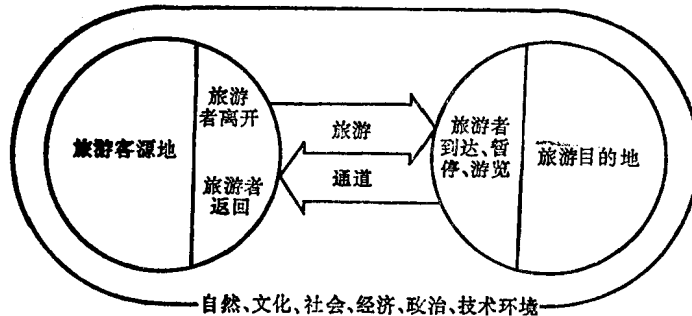 旅游客源地
旅游
者离开
旅游者
返回
旅游
通道
旅游者
到达、暂
停、游览
旅游目的地
自然、文化、社会、经济、政治、技术环境